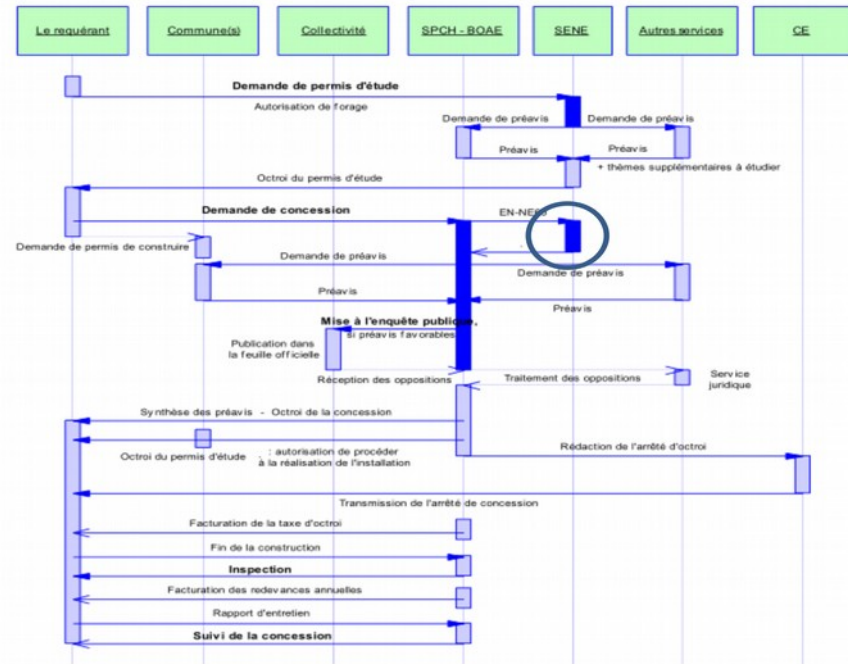 Le requérant
Commune(s)
Collectivité
SPCH - BOAE
SENE
Autres services
CE
Demande de permis d'étude
Autorisation de forage
Demande de préavis
Demande de préavis
Préavis
Préavis
+ thèmes supplémentaires à étudier
Octroi du permis d'étude
Demande de concession
Demande de permis de construire
Demande de préavis
Demande de préavis
Préavis
Préavis
Mise à l'enquête publique,
si préavis favorables
Publication dans
la feuille officielle
Réception des oppositions
Traitement des oppositions
Service
juridique
Synthèse des préavis - Octroi de la concession
Octroi du permis d'étude
: autorisation de procéder
à la réalisation de l'installation
Rédaction de l'arrêté d'octroi
Transmission de l'arrêté de concession
Facturation de la taxe d'octroi
Fin de la construction
Inspection
Facturation des redevances annuelles
Rapport d'entretien
Suivi de la concession